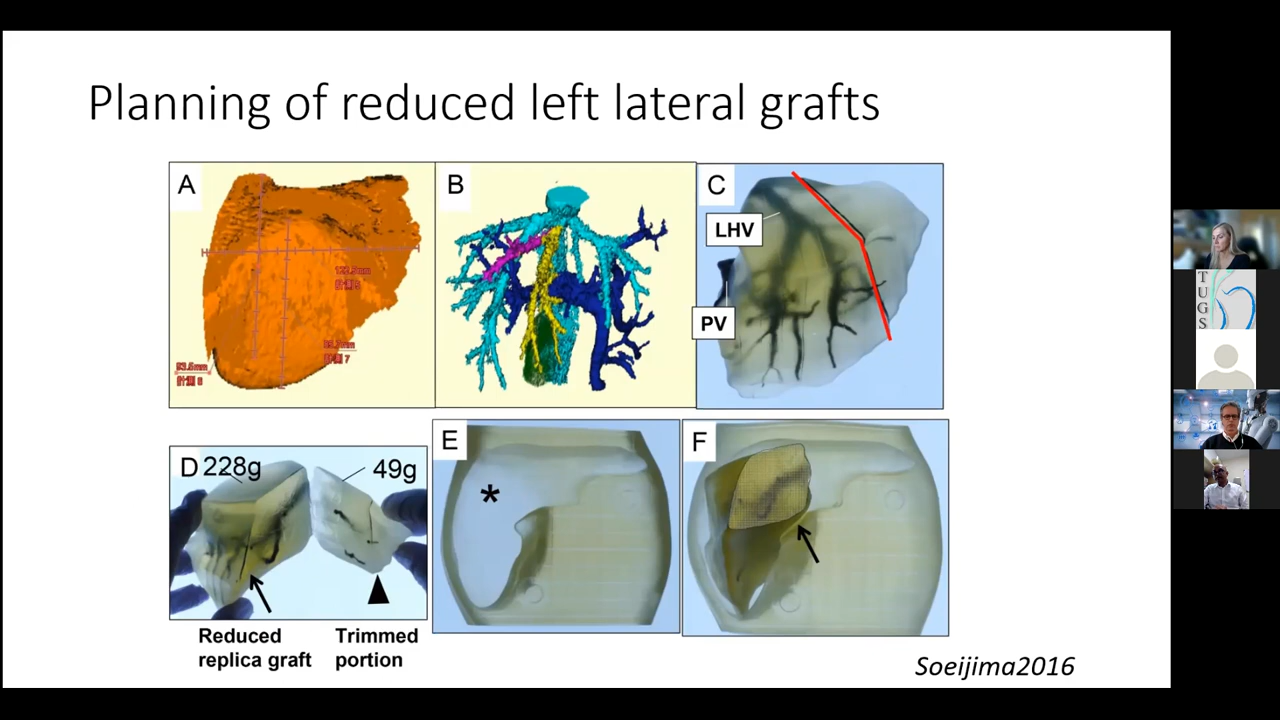 Planning of reduced left lateral grafts
A
B
C
LHV
PV
D 228g
49g
E
*
F
Reduced
replica graft
Trimmed
portion
Soeijima2016
T
U
G
S